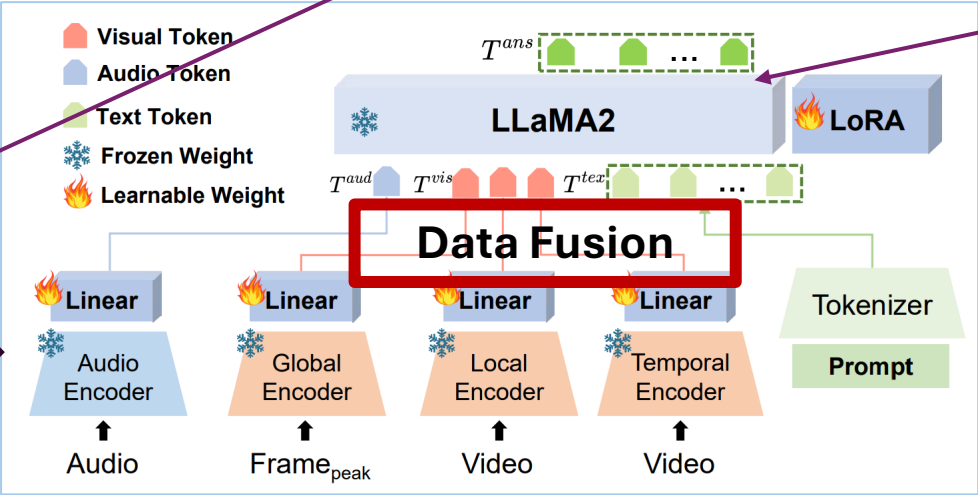 Visual Token
Audio Token
Text Token
Frozen Weight
Learnable Weight
T^ans ...
LLaMA2
LoRA
T^aud T^vis T^tex ...
Data Fusion
Linear Linear Linear Linear
Tokenizer
Prompt
Audio Encoder
Global Encoder
Local Encoder
Temporal Encoder
Audio Frame_peak Video Video